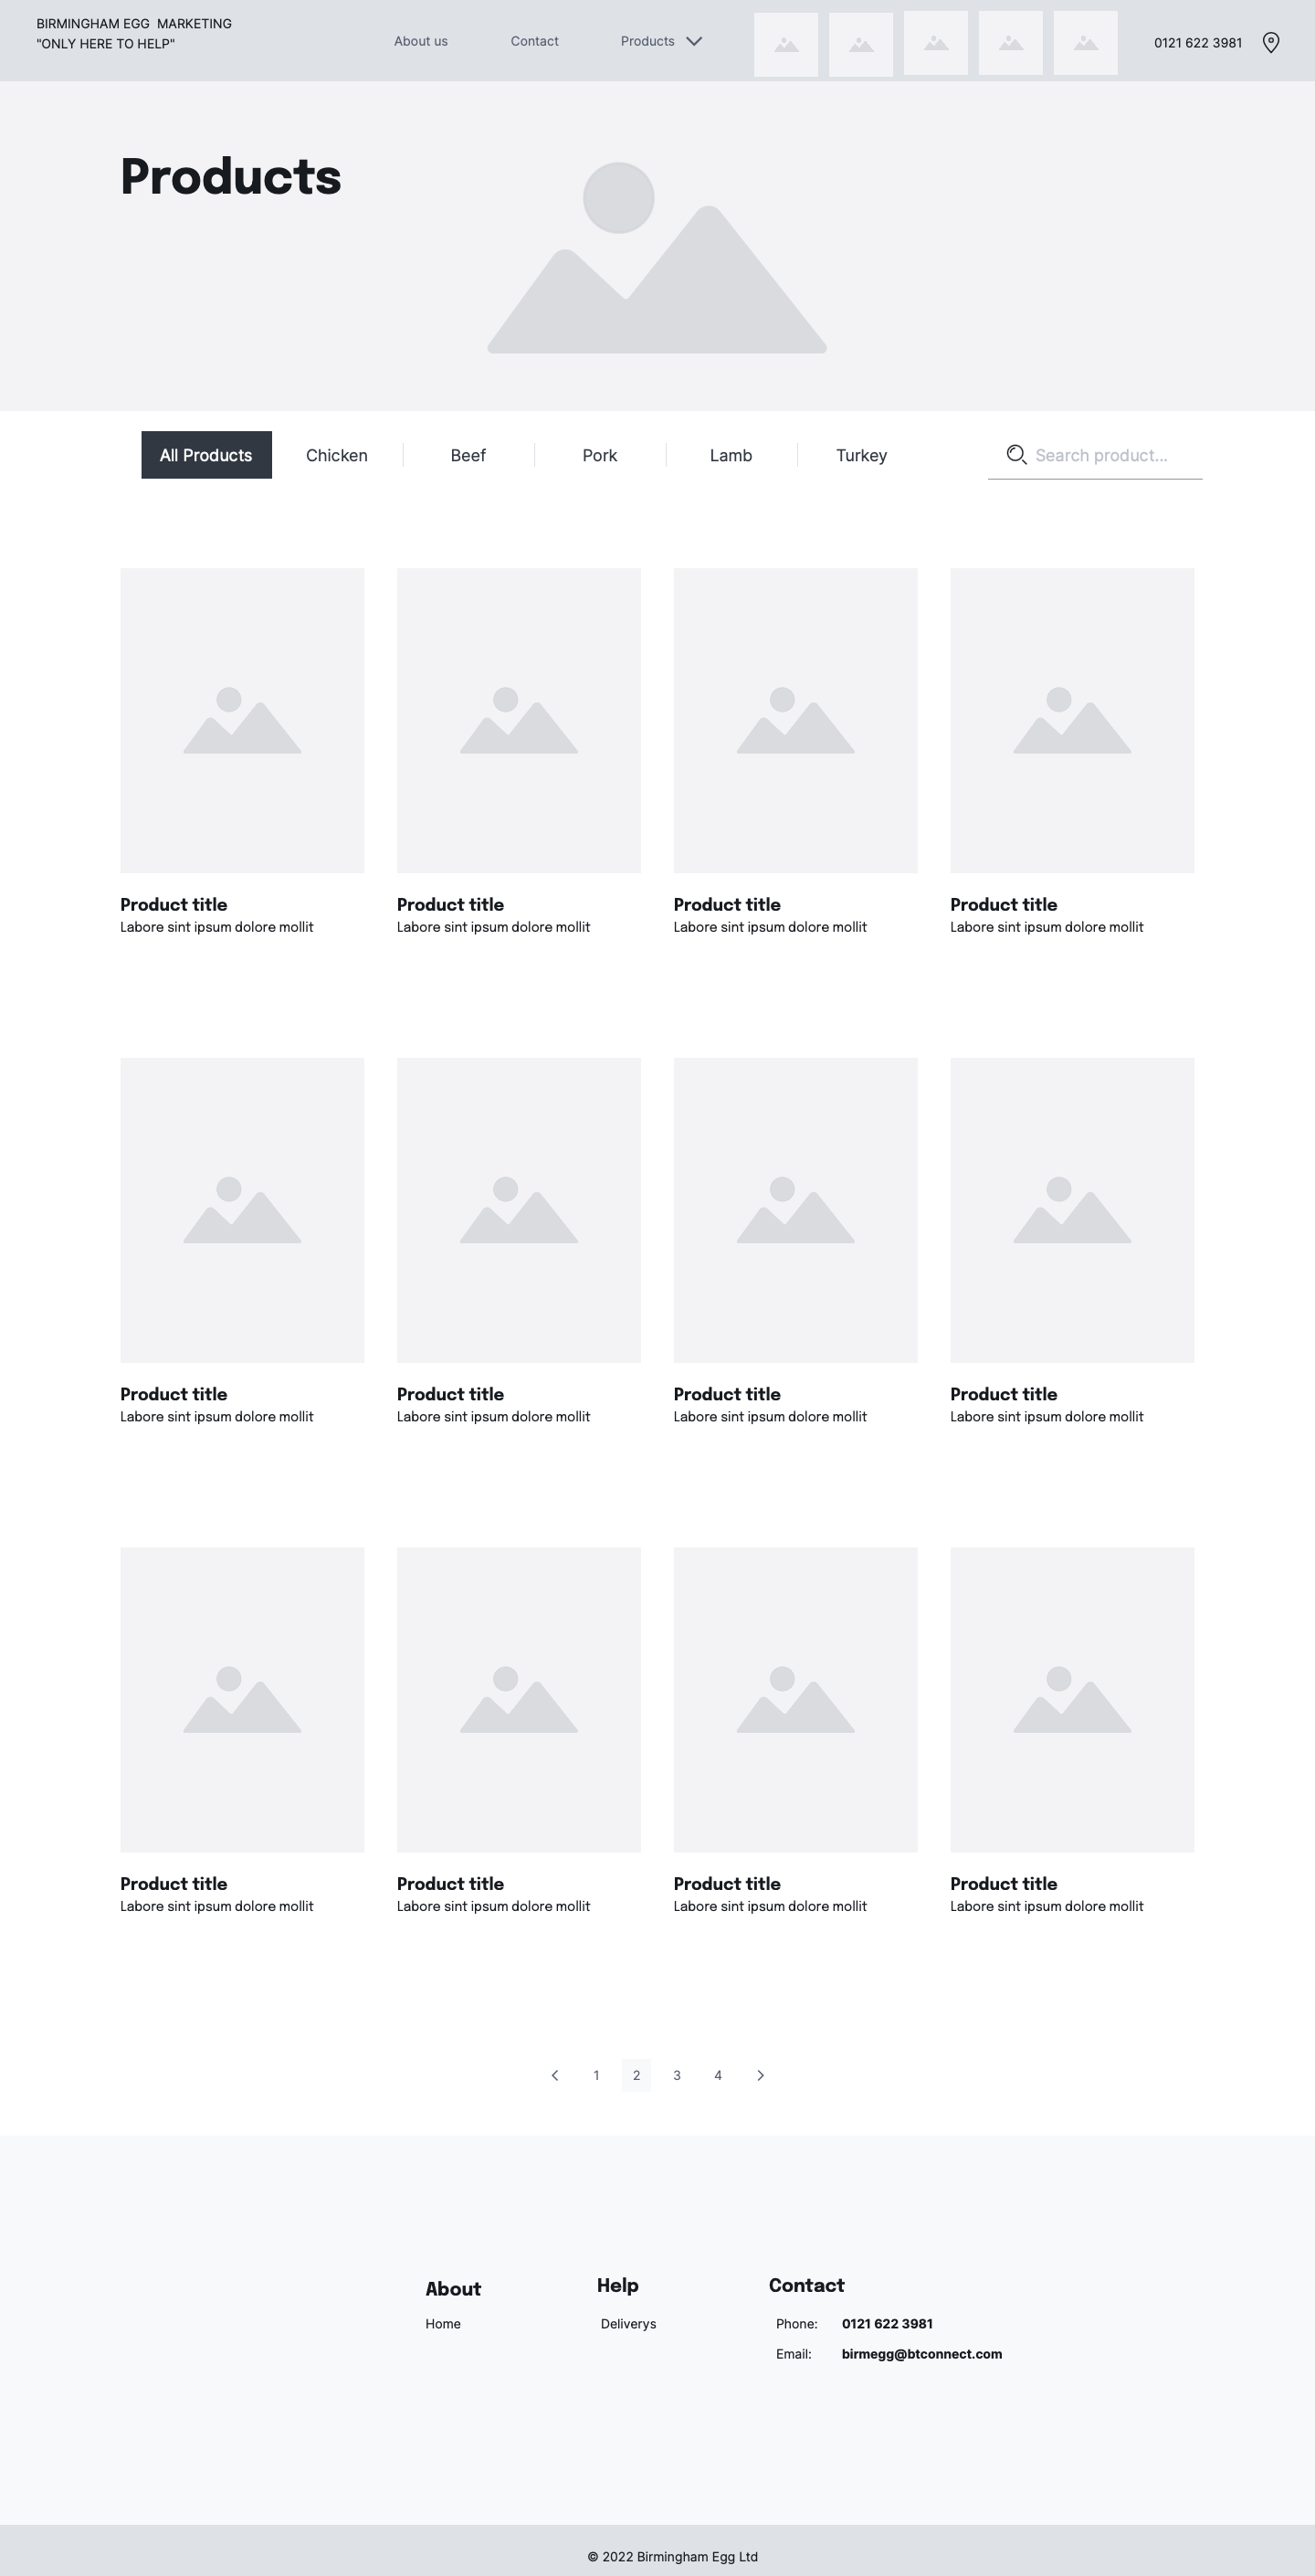 BIRMINGHAM EGG  MARKETING
"ONLY HERE TO HELP"
About us
Contact
Products
0121 622 3981
Products
All Products
Chicken
Beef
Pork
Lamb
Turkey
Search product...
Product title
Labore sint ipsum dolore mollit
Product title
Labore sint ipsum dolore mollit
Product title
Labore sint ipsum dolore mollit
Product title
Labore sint ipsum dolore mollit
Product title
Labore sint ipsum dolore mollit
Product title
Labore sint ipsum dolore mollit
Product title
Labore sint ipsum dolore mollit
Product title
Labore sint ipsum dolore mollit
Product title
Labore sint ipsum dolore mollit
Product title
Labore sint ipsum dolore mollit
Product title
Labore sint ipsum dolore mollit
Product title
Labore sint ipsum dolore mollit
1
2
3
4
About
Home
Help
Deliverys
Contact
Phone: 0121 622 3981
Email: birmegg@btconnect.com
© 2022 Birmingham Egg Ltd